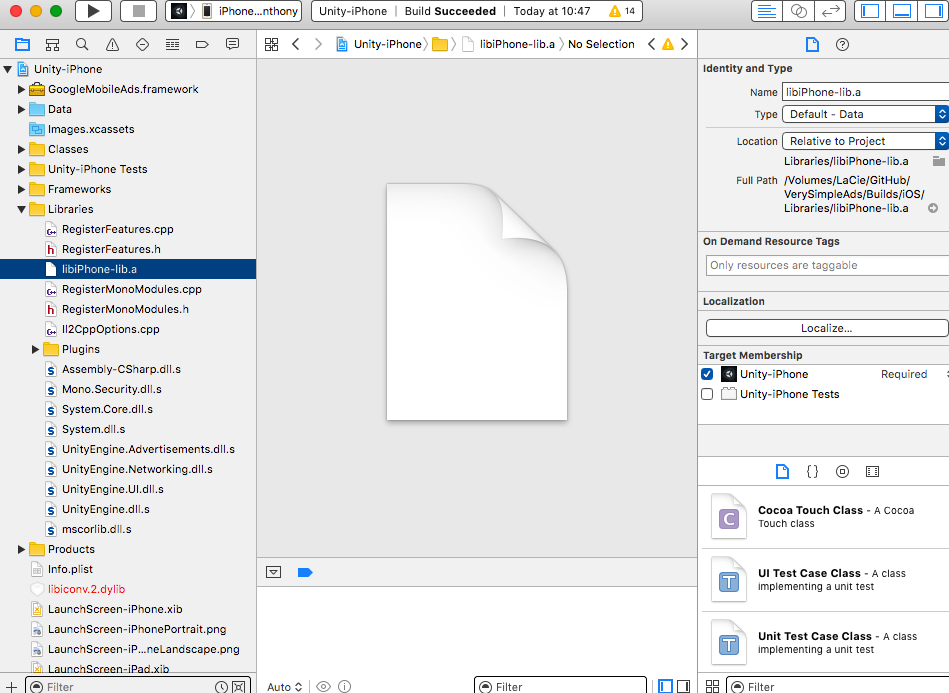 iPhone...nthony
Unity-iPhone
Build Succeeded
Today at 10:47
14
Unity-iPhone
libiPhone-lib.a
No Selection
Unity-iPhone
GoogleMobileAds.framework
Data
Images.xcassets
Classes
Unity-iPhone Tests
Frameworks
Libraries
RegisterFeatures.cpp
RegisterFeatures.h
libiPhone-lib.a
RegisterMonoModules.cpp
RegisterMonoModules.h
Il2CppOptions.cpp
Plugins
Assembly-CSharp.dll.s
Mono.Security.dll.s
System.Core.dll.s
System.dll.s
UnityEngine.Advertisements.dll.s
UnityEngine.Networking.dll.s
UnityEngine.UI.dll.s
UnityEngine.dll.s
mscorlib.dll.s
Products
Info.plist
libiconv.2.dylib
LaunchScreen-iPhone.xib
LaunchScreen-iPhonePortrait.png
LaunchScreen-iP...neLandscape.png
LaunchScreen-iPad.xib
Filter
Auto
Filter
Identity and Type
Name libiPhone-lib.a
Type Default - Data
Location Relative to Project
Libraries/libiPhone-lib.a
Full Path /Volumes/LaCie/GitHub/
VerySimpleAds/Builds/iOS/
Libraries/libiPhone-lib.a
On Demand Resource Tags
Only resources are taggable
Localization
Localize...
Target Membership
Unity-iPhone Required
Unity-iPhone Tests
{ }
C
Cocoa Touch Class - A Cocoa
Touch class
T
UI Test Case Class - A class
implementing a unit test
T
Unit Test Case Class - A class
implementing a unit test
Filter